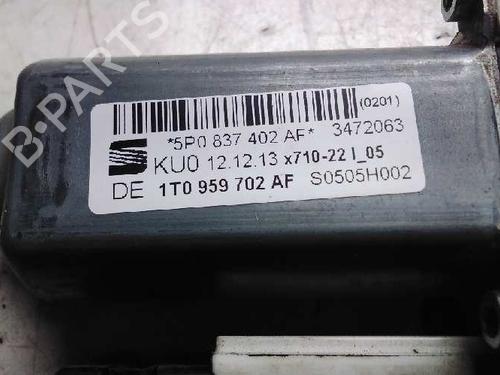 (0201)
*5P0 837 402 AF* 3472063
KU0 12.12.13 x710-22 I_05
DE 1T0 959 702 AF S0505H002
B-PARTS